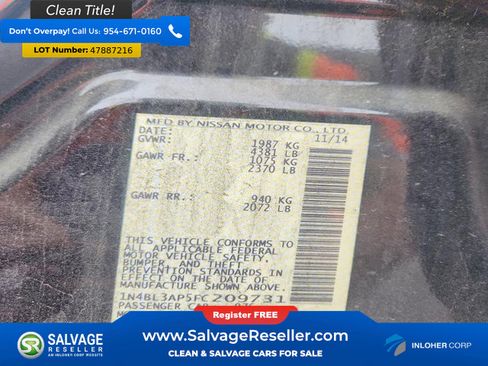 Clean Title!
Don't Overpay! Call Us: 954-671-0160
LOT Number: 47887216
MFD BY NISSAN MOTOR CO., LTD.
DATE: 11/14
GVWR: 1987 KG
4381 LB
GAWR FR.: 1075 KG
2370 LB
GAWR RR.: 940 KG
2072 LB
THIS VEHICLE CONFORMS TO
ALL APPLICABLE FEDERAL
MOTOR VEHICLE SAFETY,
BUMPER, AND THEFT
PREVENTION STANDARDS
IN EFFECT ON THE DATE OF
MANUFACTURE SHOWN ABOVE.
1N4BL3AP5FC209731
PASSENGER
Register FREE
SALVAGE
RESELLER
AN INLOHER CORP WEBSITE
www.SalvageReseller.com
CLEAN & SALVAGE CARS FOR SALE
INLOHER CORP